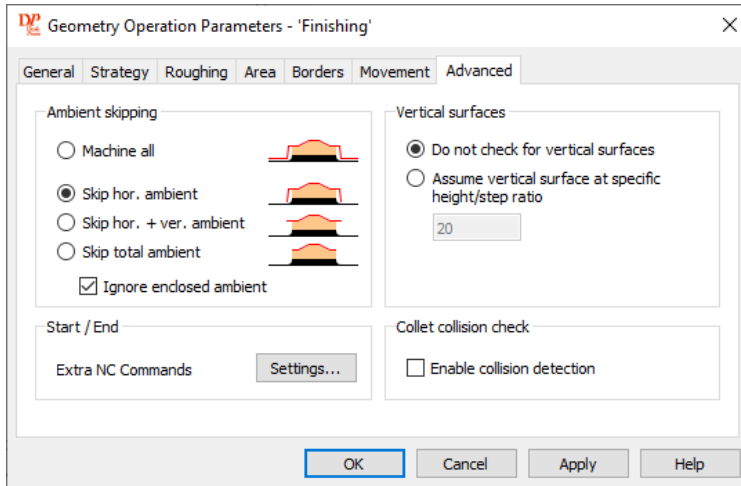 DP
Geometry Operation Parameters - 'Finishing'
General Strategy Roughing Area Borders Movement Advanced
Ambient skipping
Machine all
Skip hor. ambient
Skip hor. + ver. ambient
Skip total ambient
Ignore enclosed ambient
Vertical surfaces
Do not check for vertical surfaces
Assume vertical surface at specific
height/step ratio
20
Start / End
Extra NC Commands
Settings...
Collet collision check
Enable collision detection
OK Cancel Apply Help